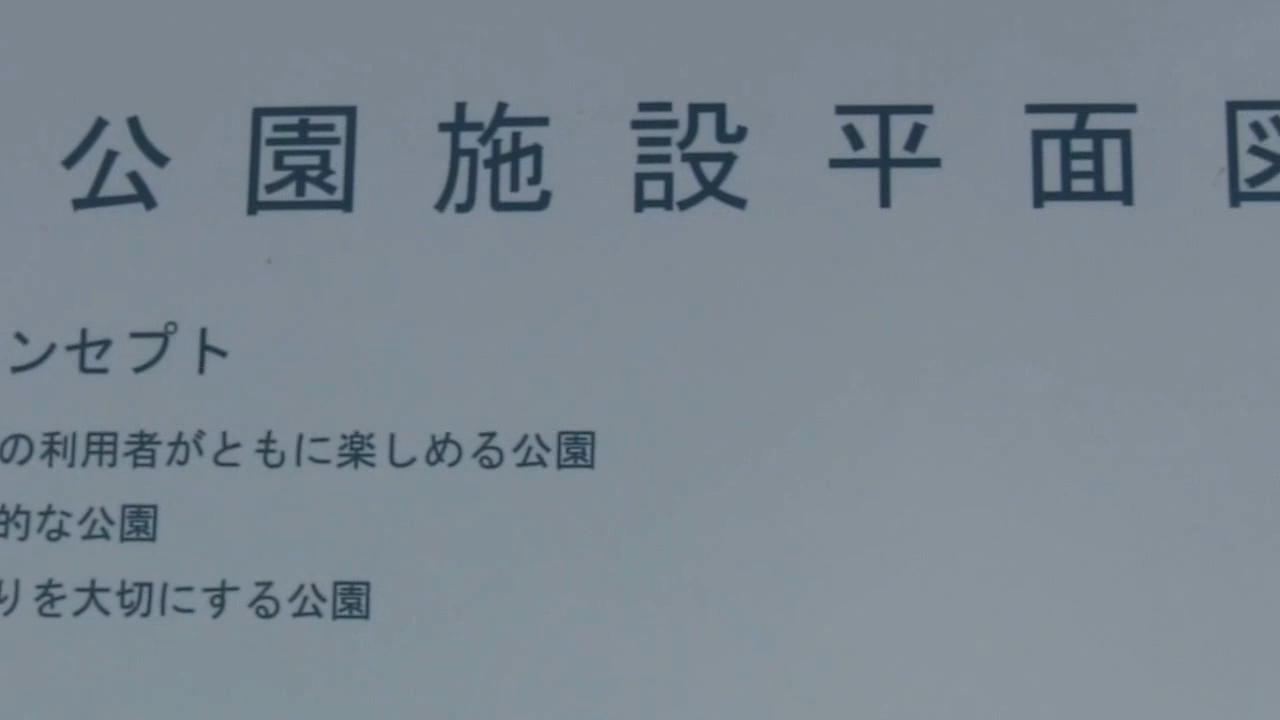 公園施設平面図
ンセプト
の利用者がともに楽しめる公園
的な公園
りを大切にする公園